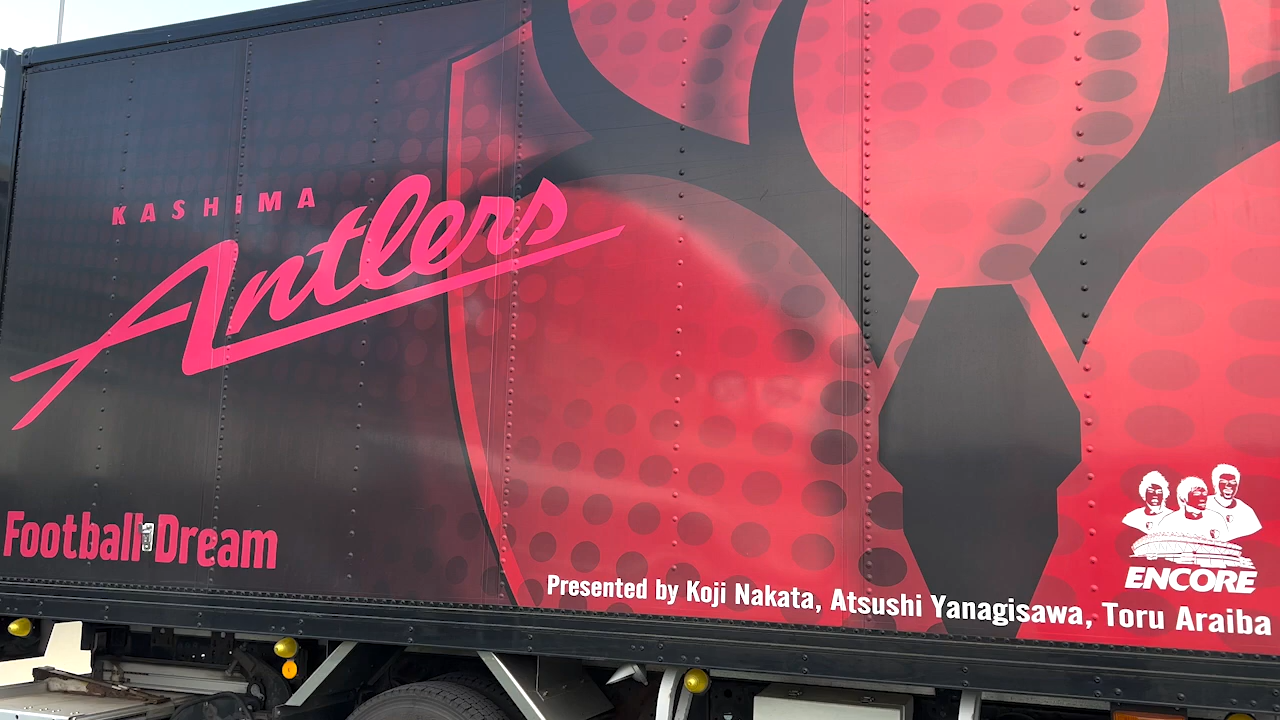 KASHIMA
Antlers
Football Dream
ENCORE
Presented by Koji Nakata, Atsushi Yanagisawa, Toru Araiba